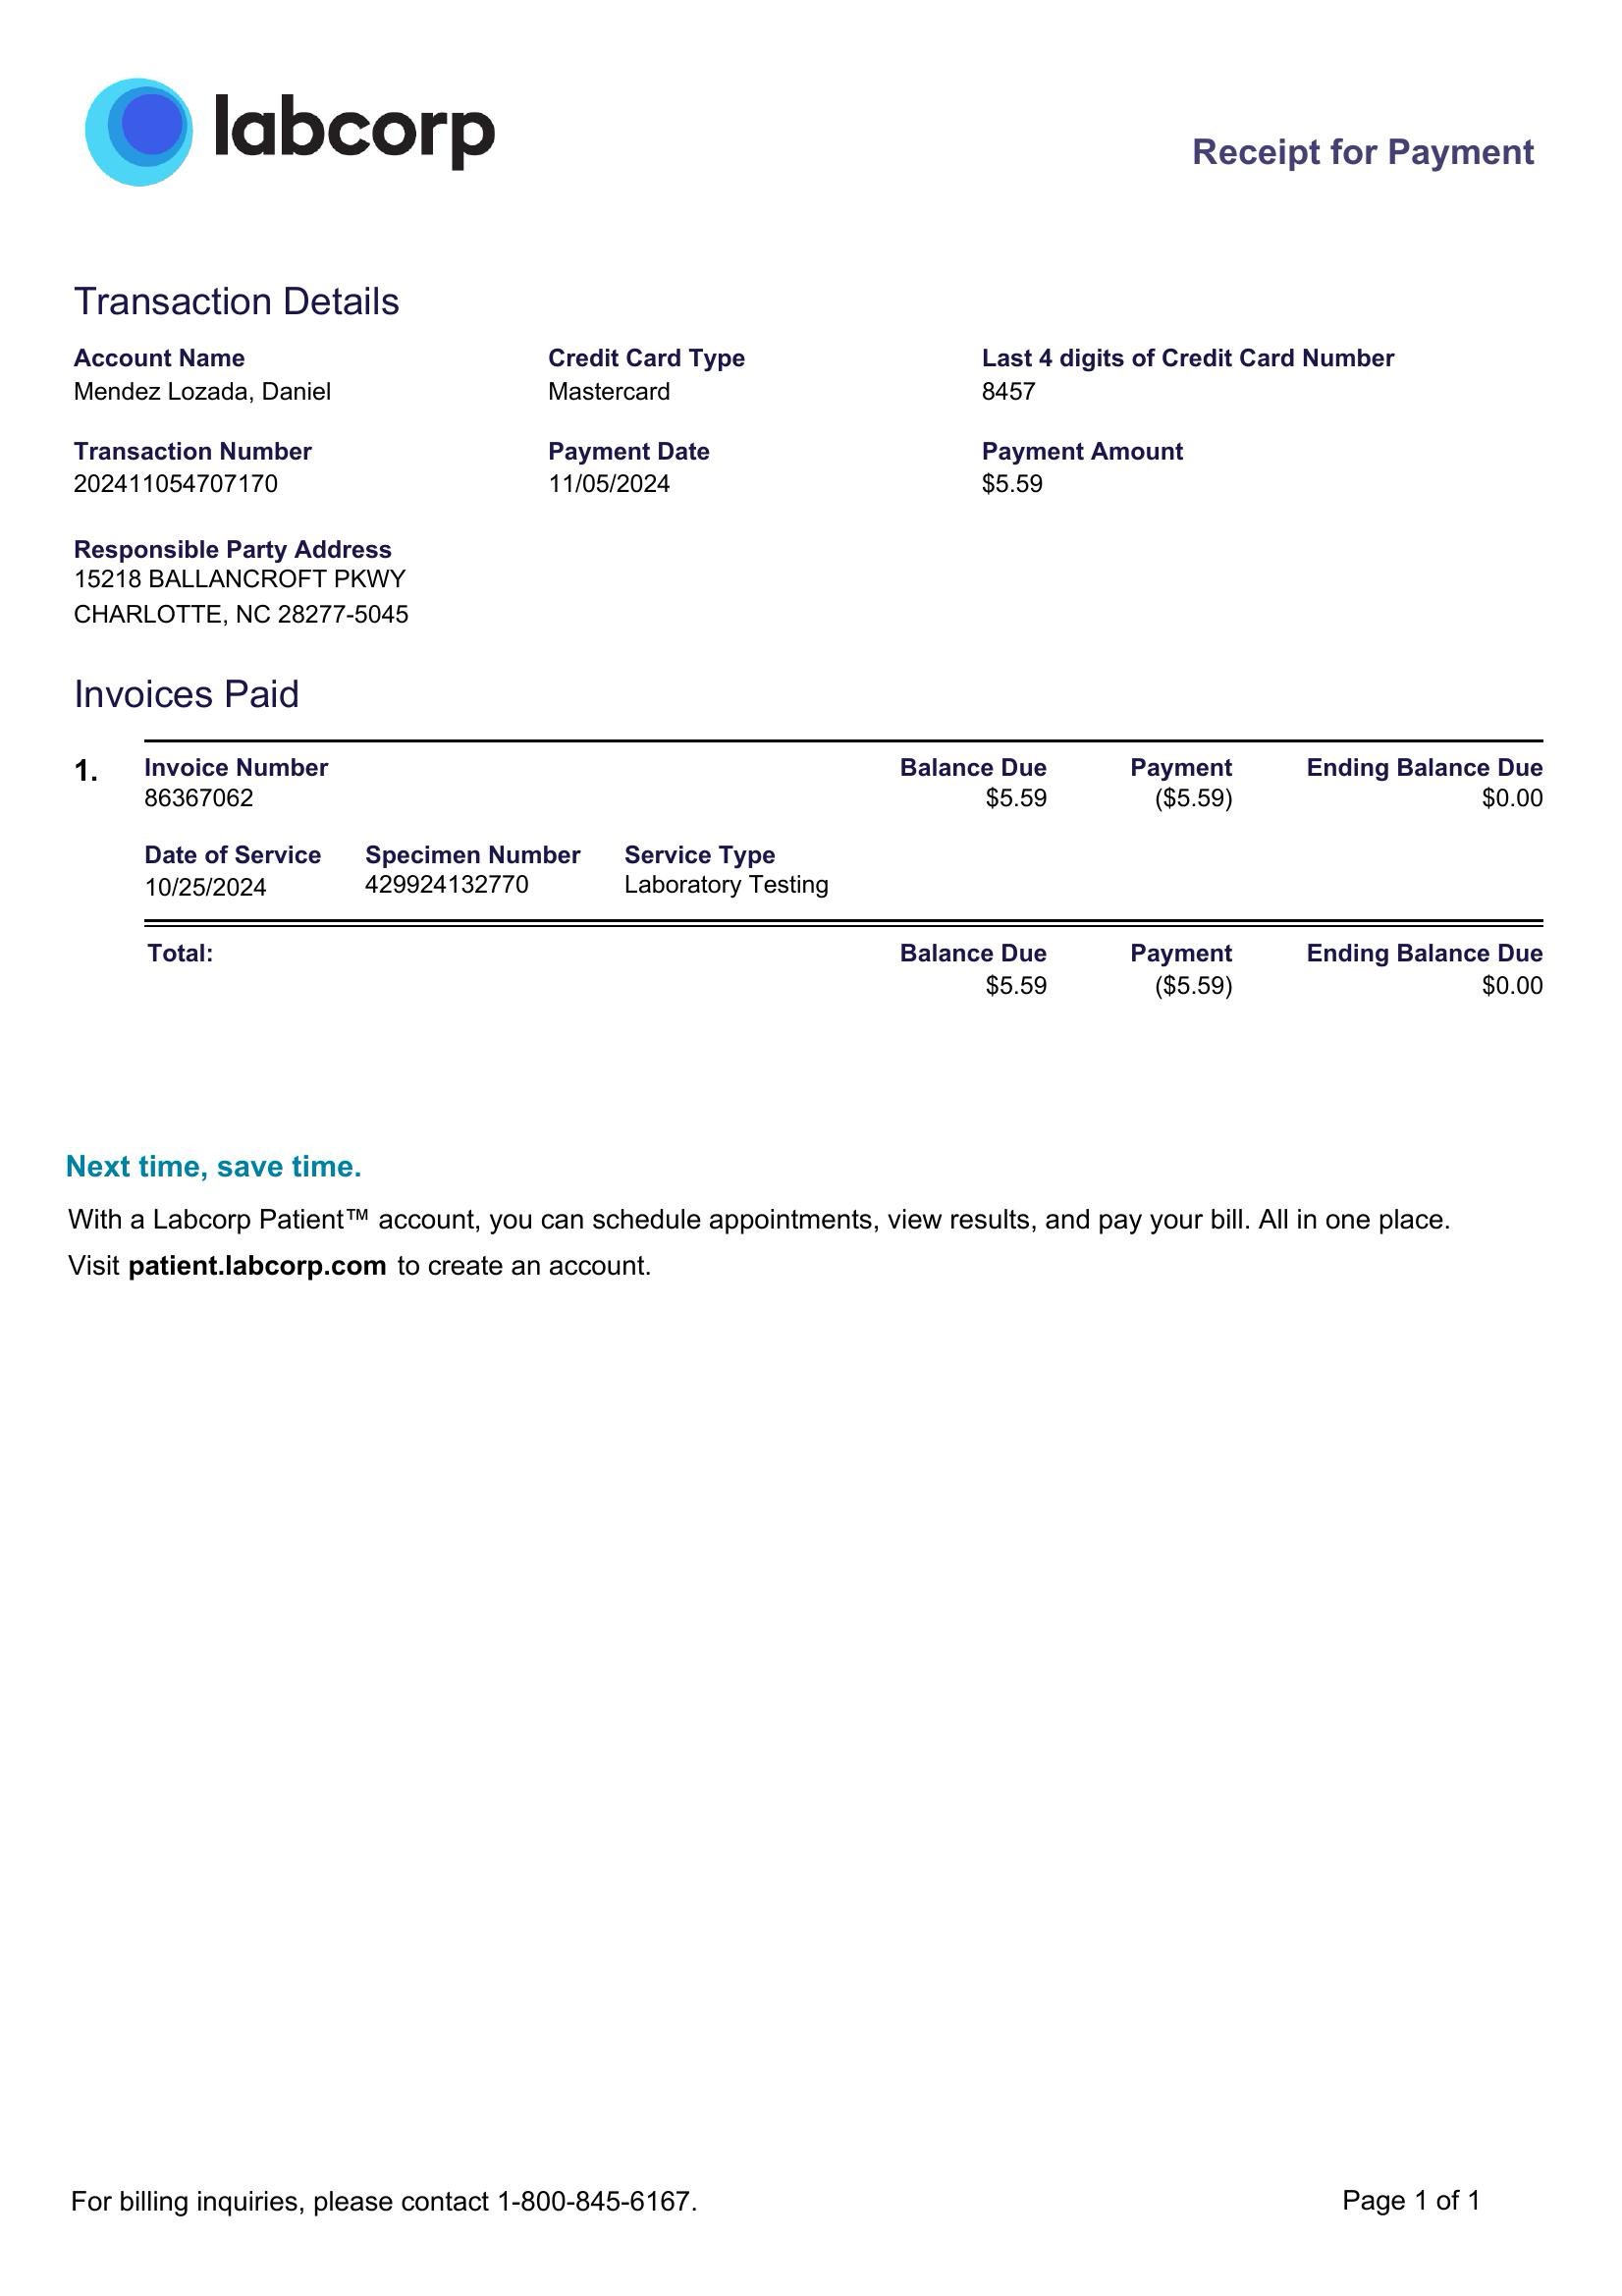 labcorp
Receipt for Payment
Transaction Details
Account Name Credit Card Type Last 4 digits of Credit Card Number
Mendez Lozada, Daniel Mastercard 8457
Transaction Number Payment Date Payment Amount
202411054707170 11/05/2024 $5.59
Responsible Party Address
15218 BALLANCROFT PKWY
CHARLOTTE, NC 28277-5045
Invoices Paid
1. Invoice Number Balance Due Payment Ending Balance Due
86367062 $5.59 ($5.59) $0.00
Date of Service Specimen Number Service Type
10/25/2024 429924132770 Laboratory Testing
Total: Balance Due Payment Ending Balance Due
$5.59 ($5.59) $0.00
Next time, save time.
With a Labcorp Patient™ account, you can schedule appointments, view results, and pay your bill. All in one place.
Visit patient.labcorp.com to create an account.
For billing inquiries, please contact 1-800-845-6167. Page 1 of 1